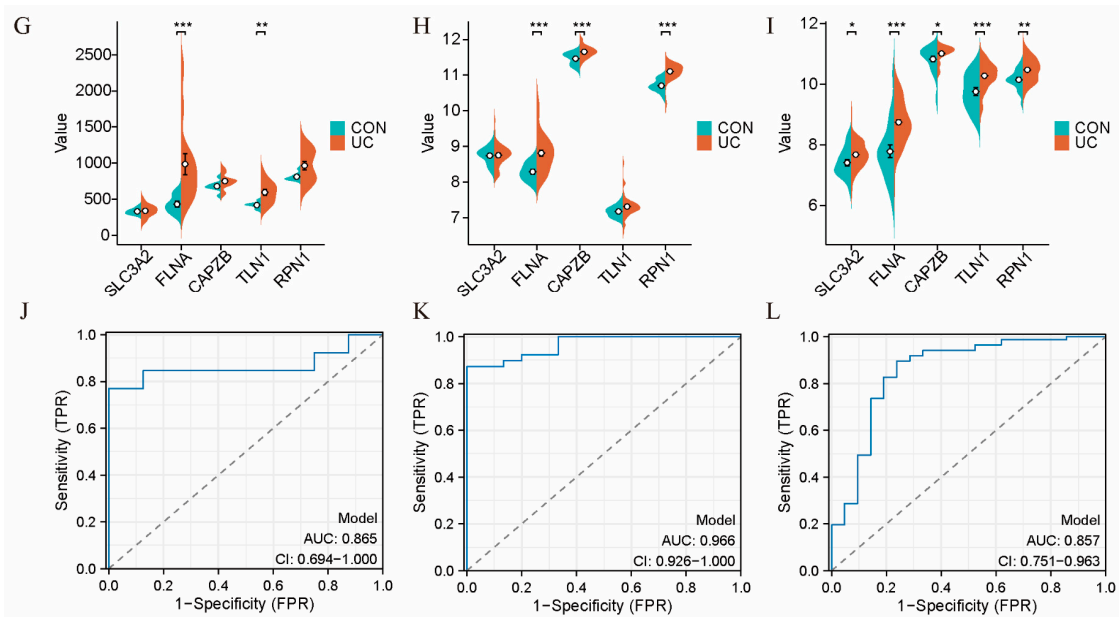 G
***
**
Value
2500
2000
1500
1000
500
0
CON
UC
SLC3A2
FLNA
CAPZB
TLN1
RPN1
H
***
***
***
Value
12
11
10
9
8
7
CON
UC
SLC3A2
FLNA
CAPZB
TLN1
RPN1
I
*
***
*
***
**
Value
12
10
8
6
CON
UC
SLC3A2
FLNA
CAPZB
TLN1
RPN1
J
Sensitivity (TPR)
1.0
0.8
0.6
0.4
0.2
0.0
Model
AUC: 0.865
CI: 0.694−1.000
0.0 0.2 0.4 0.6 0.8 1.0
1−Specificity (FPR)
K
Sensitivity (TPR)
1.0
0.8
0.6
0.4
0.2
0.0
Model
AUC: 0.966
CI: 0.926−1.000
0.0 0.2 0.4 0.6 0.8 1.0
1−Specificity (FPR)
L
Sensitivity (TPR)
1.0
0.8
0.6
0.4
0.2
0.0
Model
AUC: 0.857
CI: 0.751−0.963
0.0 0.2 0.4 0.6 0.8 1.0
1−Specificity (FPR)